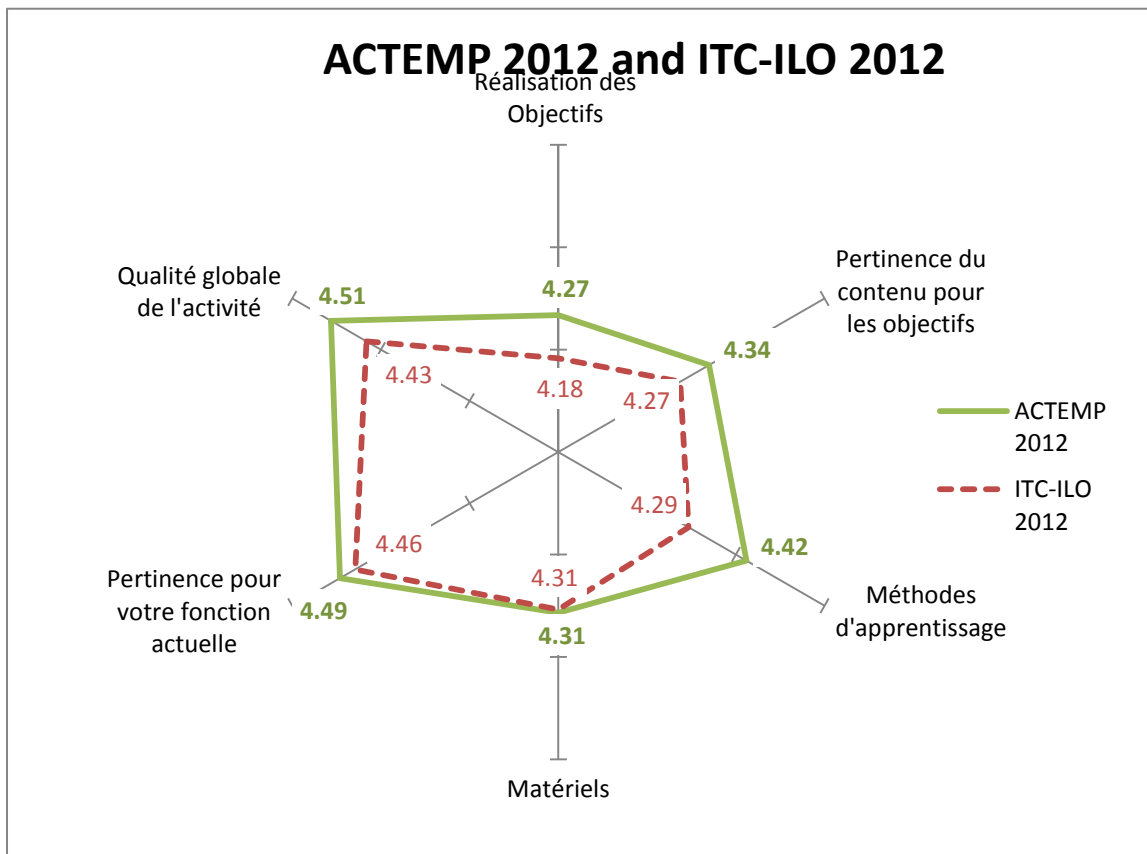 ACTEMP 2012 and ITC-ILO 2012
Réalisation des
Objectifs
Qualité globale
de l'activité
4.51
4.27
Pertinence du
contenu pour
les objectifs
4.34
4.43
4.18
4.27
ACTEMP
2012
ITC-ILO
2012
4.29
4.42
4.46
4.31
Pertinence pour
votre fonction
actuelle
4.49
4.31
Méthodes
d'apprentissage
Matériels